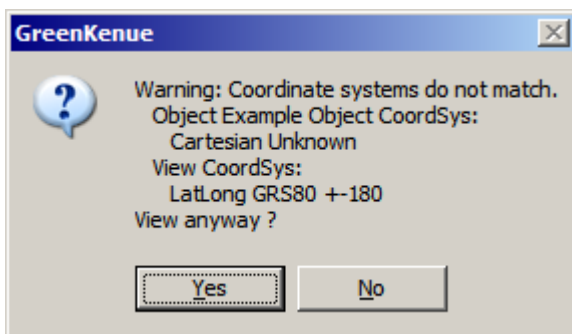 GreenKenue
Warning: Coordinate systems do not match.
Object Example Object CoordSys:
Cartesian Unknown
View CoordSys:
LatLong GRS80 +-180
View anyway ?
Yes
No